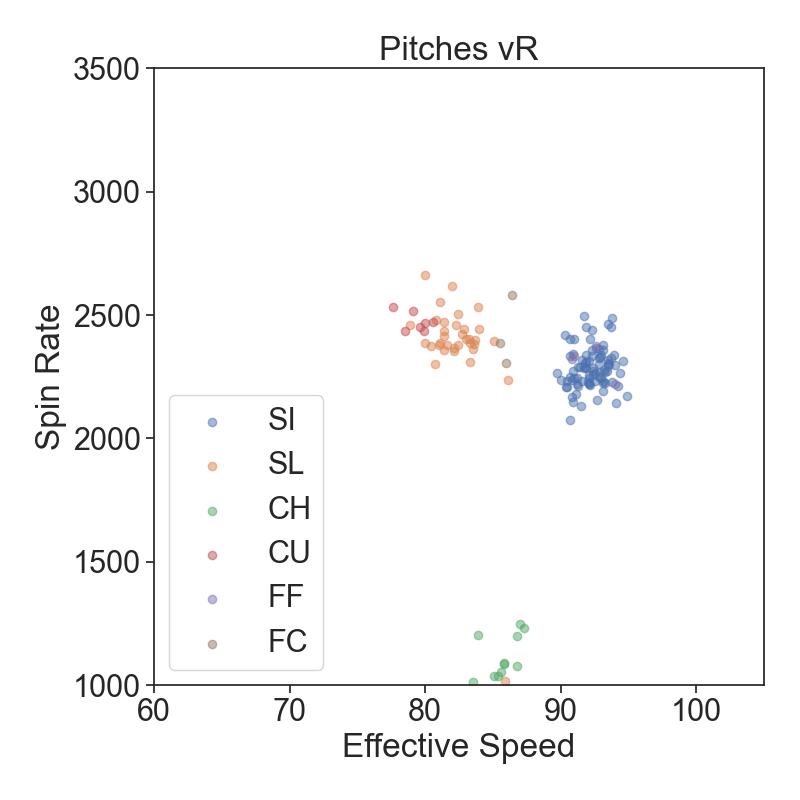 Pitches vR
3500
3000
2500
2000
1500
1000
Spin Rate
SI
SL
CH
CU
FF
FC
60 70 80 90 100
Effective Speed